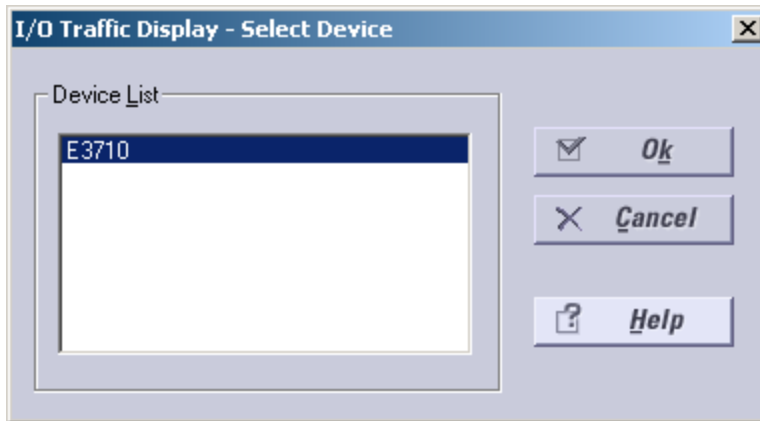 I/O Traffic Display - Select Device
Device List
E3710
Ok
Cancel
Help